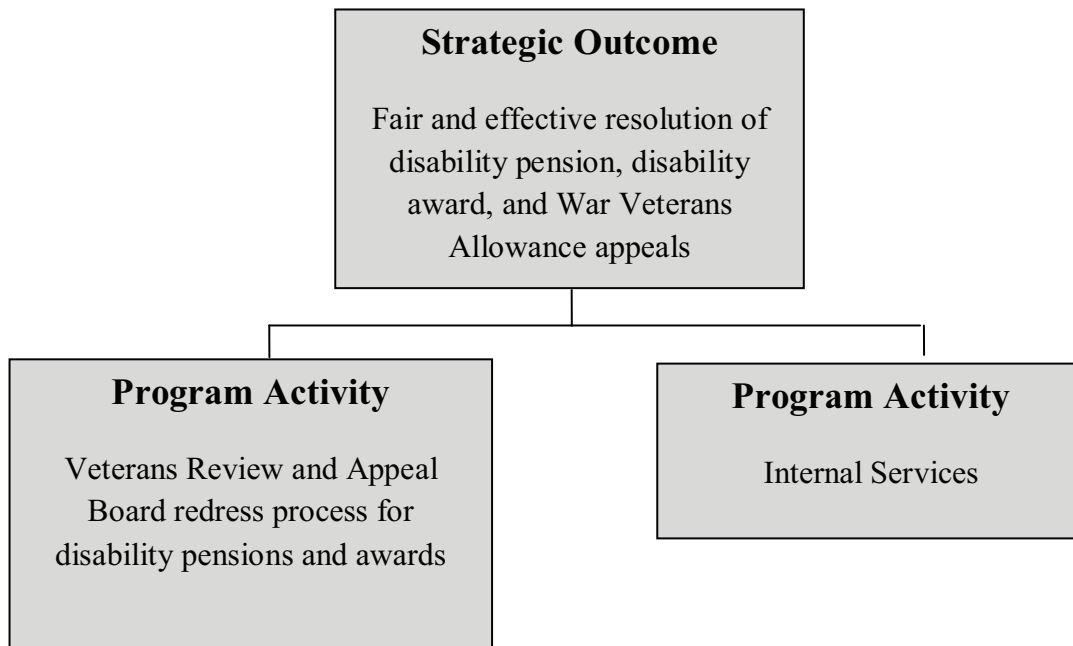 Strategic Outcome
Fair and effective resolution of
disability pension, disability
award, and War Veterans
Allowance appeals
Program Activity
Veterans Review and Appeal
Board redress process for
disability pensions and awards
Program Activity
Internal Services